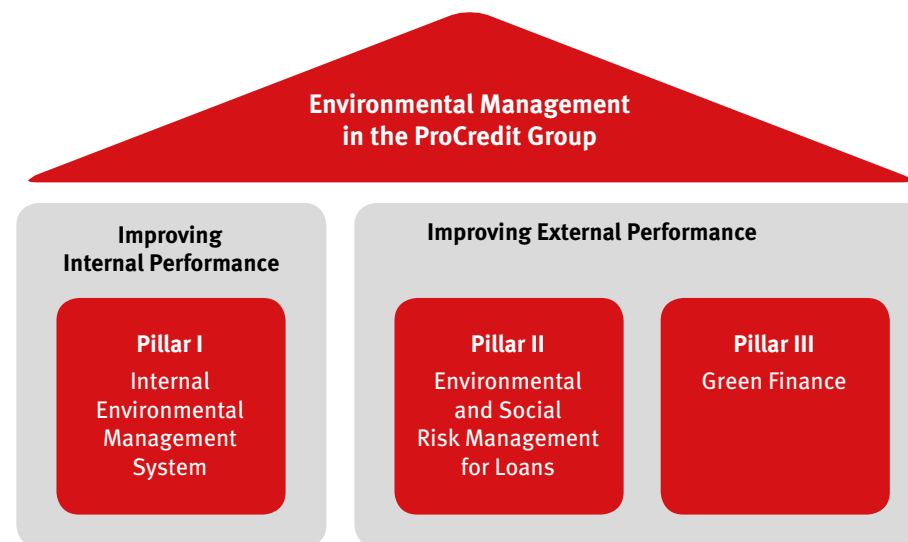 Environmental Management
in the ProCredit Group
Improving
Internal Performance
Pillar I
Internal
Environmental
Management
System
Improving External Performance
Pillar II
Environmental
and Social
Risk Management
for Loans
Pillar III
Green Finance